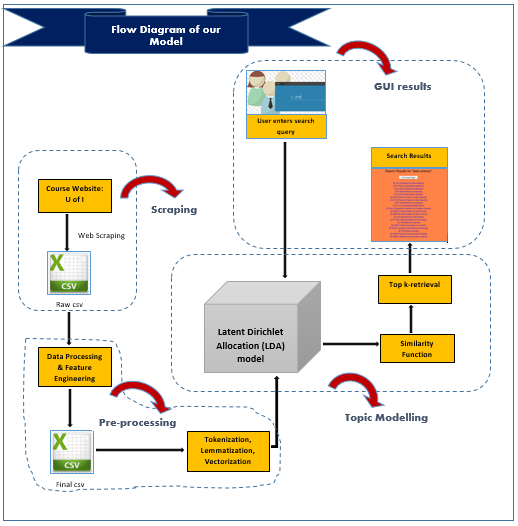 Flow Diagram of our
Model
GUI results
User enters search
query
Search Results
Course Website:
U of I
Scraping
Web Scraping
X
CSV
Raw csv
Top k-retrieval
Latent Dirichlet
Allocation (LDA)
model
Similarity
Function
Data Processing
& Feature
Engineering
Pre-processing
Topic Modelling
X
CSV
Tokenization,
Lemmatization,
Vectorization
Final csv